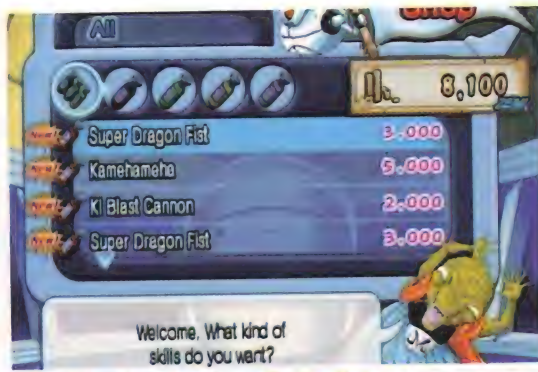 Shop
All
8,100
New! Super Dragon Fist 3,000
New! Kamehameha 5,000
New! Ki Blast Cannon 2,000
New! Super Dragon Fist 3,000
Welcome. What kind of
skills do you want?